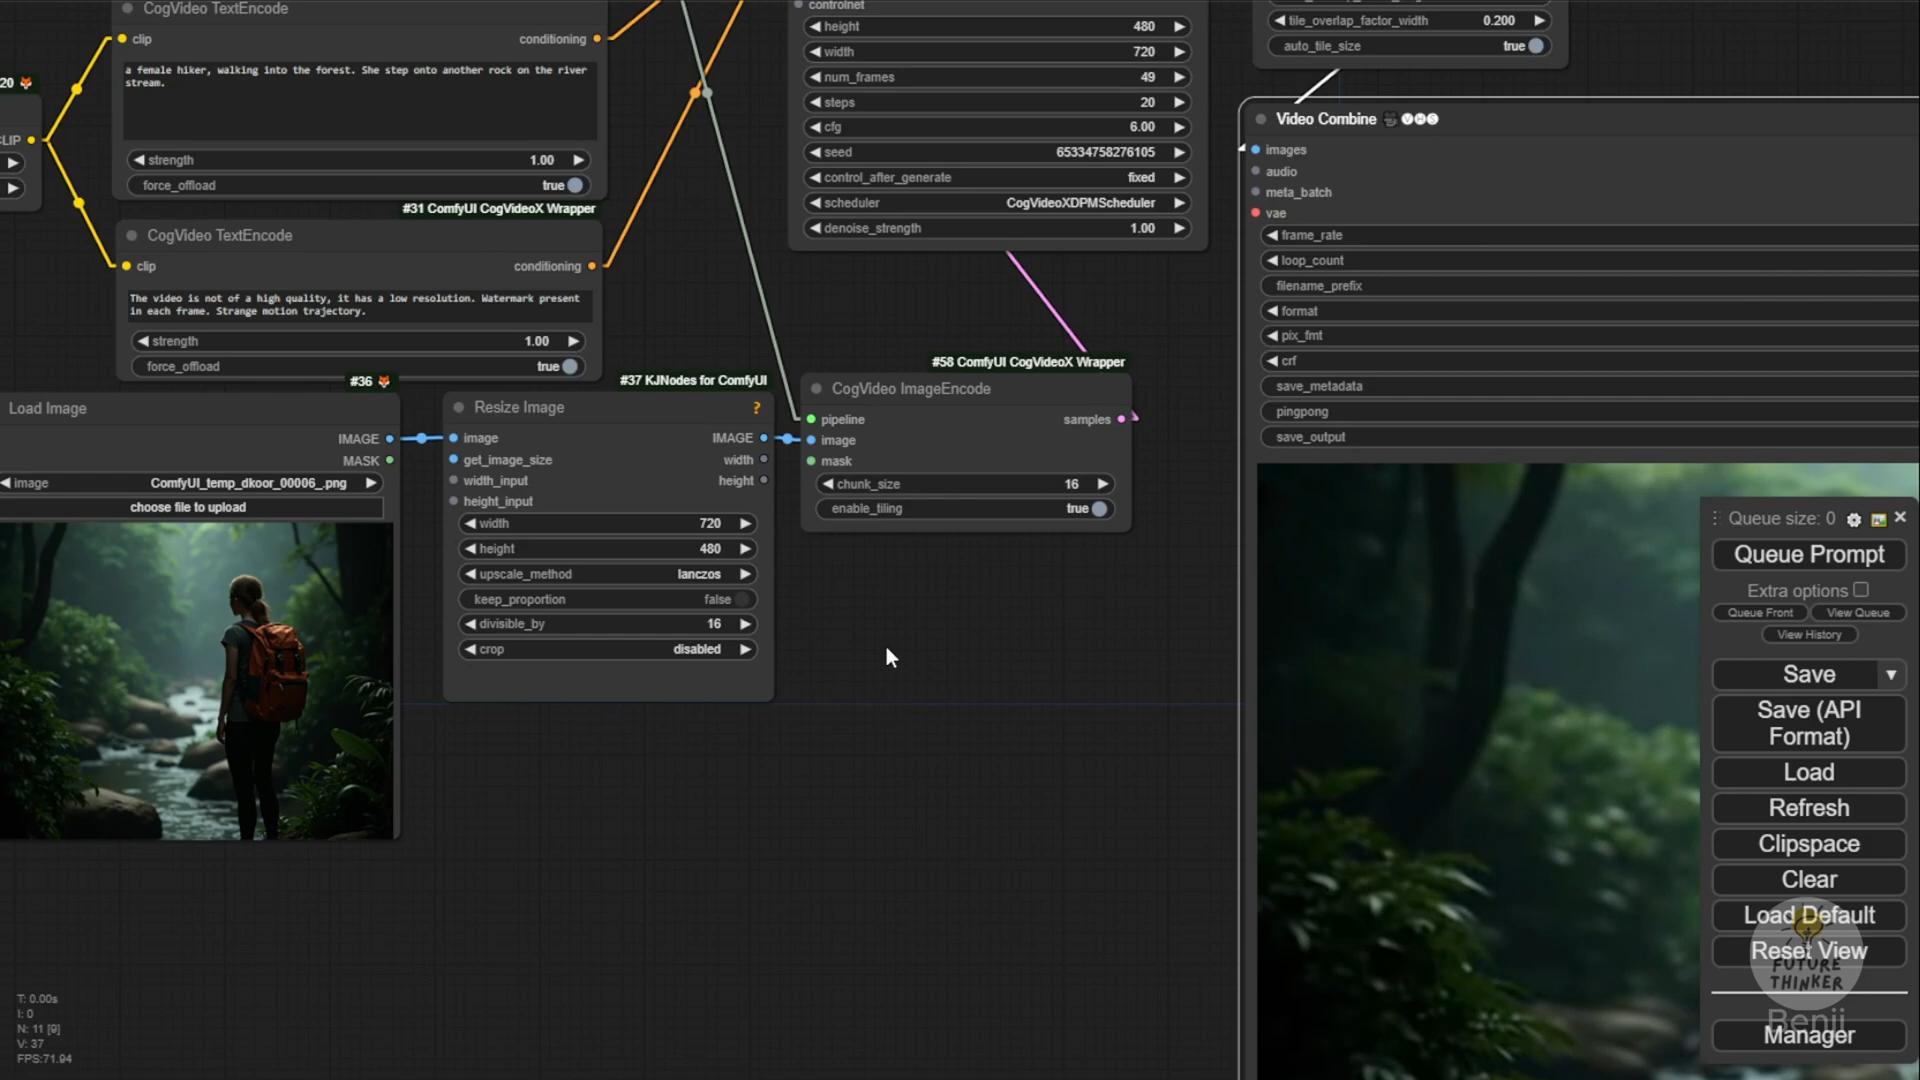 CogVideo TextEncode
clip
conditioning
a female hiker, walking into the forest. She step onto another rock on the river
stream.
strength
1.00
force_offload
true
20
CLIP
#31 ComfyUI CogVideoX Wrapper
CogVideo TextEncode
clip
conditioning
The video is not of a high quality, it has a low resolution. Watermark present
in each frame. Strange motion trajectory.
strength
1.00
force_offload
true
#36
Load Image
IMAGE
MASK
image
ComfyUI_temp_dkoor_00006_.png
choose file to upload
#37 KJNodes for ComfyUI
Resize Image
?
image
IMAGE
get_image_size
width
width_input
height
height_input
width
720
height
480
upscale_method
lanczos
keep_proportion
false
divisible_by
16
crop
disabled
controlnet
height
480
width
720
num_frames
49
steps
20
cfg
6.00
seed
65334758276105
control_after_generate
fixed
scheduler
CogVideoXDPMScheduler
denoise_strength
1.00
#58 ComfyUI CogVideoX Wrapper
CogVideo ImageEncode
pipeline
samples
image
mask
chunk_size
16
enable_tiling
true
tile_overlap_factor_width
0.200
auto_tile_size
true
Video Combine VHS
images
audio
meta_batch
vae
frame_rate
loop_count
filename_prefix
format
pix_fmt
crf
save_metadata
pingpong
save_output
Queue size: 0
Queue Prompt
Extra options
Queue Front
View Queue
View History
Save
Save (API
Format)
Load
Refresh
Clipspace
Clear
Load Default
Reset View
FUTURE
THINKER
Benji
Manager
T: 0.00s
I: 0
N: 11 [9]
V: 37
FPS:71.94